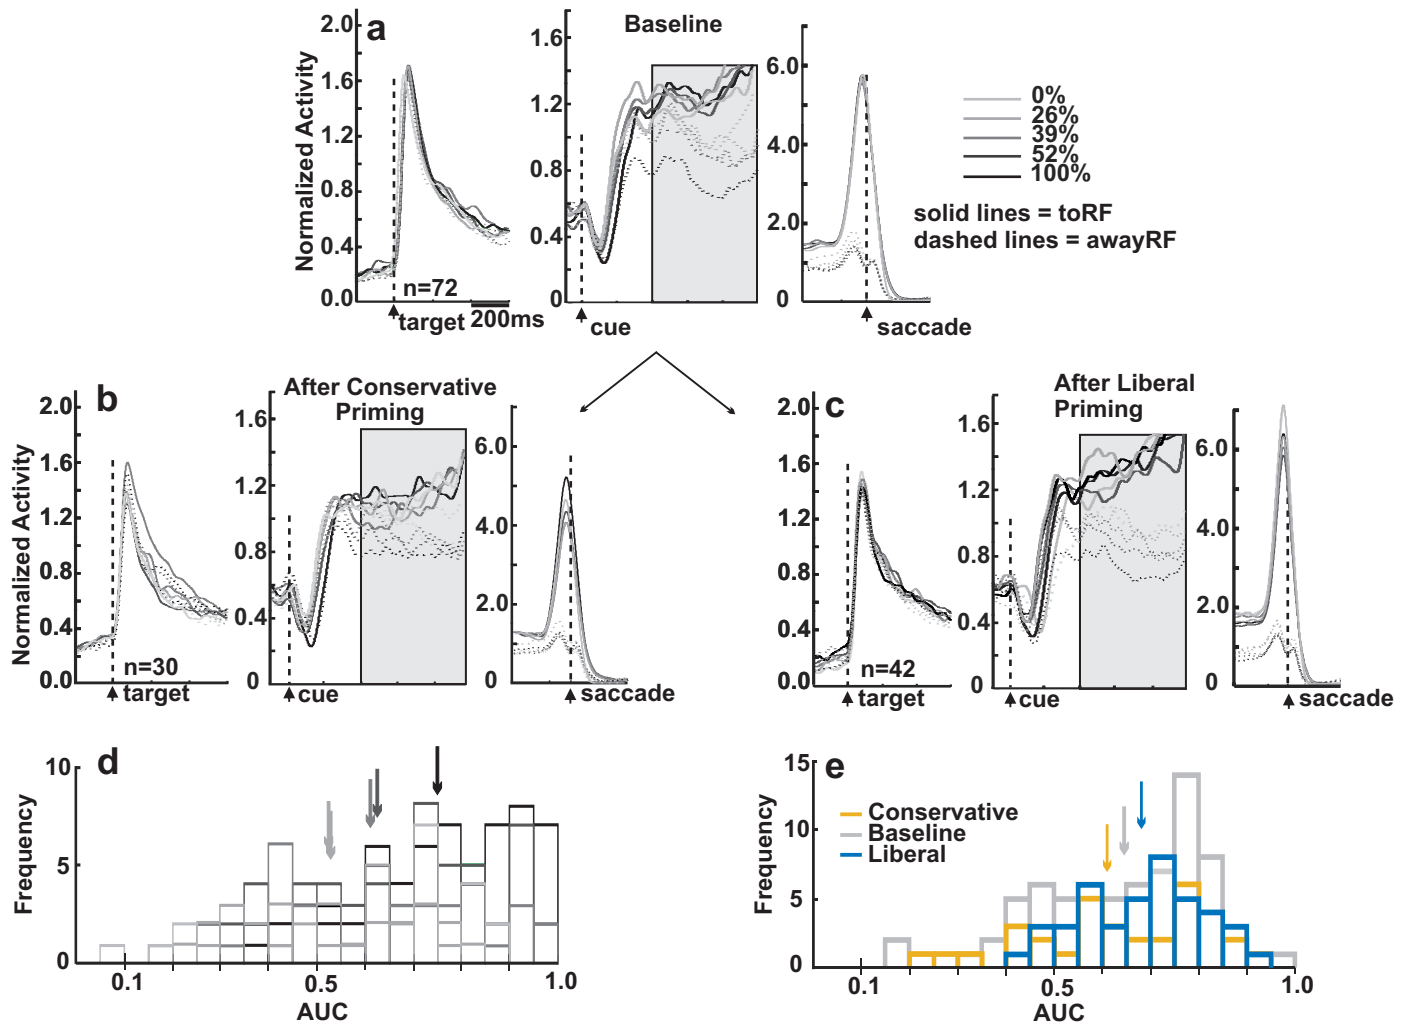 a
Baseline
Normalized Activity
2.0
1.6
1.2
0.8
0.4
0.0
n=72
target
200ms
1.6
1.2
0.8
0.4
0
cue
6.0
4.0
2.0
0
saccade
0%
26%
39%
52%
100%
solid lines = toRF
dashed lines = awayRF
b
After Conservative
Priming
Normalized Activity
2.0
1.6
1.2
0.8
0.4
0.0
n=30
target
1.6
1.2
0.8
0.4
0
cue
6.0
4.0
2.0
0
saccade
c
After Liberal
Priming
2.0
1.6
1.2
0.8
0.4
0.0
n=42
target
1.6
1.2
0.8
0.4
0
cue
6.0
4.0
2.0
0
saccade
d
Frequency
10
5
0
0.1
0.5
1.0
AUC
e
Frequency
15
10
5
0
Conservative
Baseline
Liberal
0.1
0.5
1.0
AUC